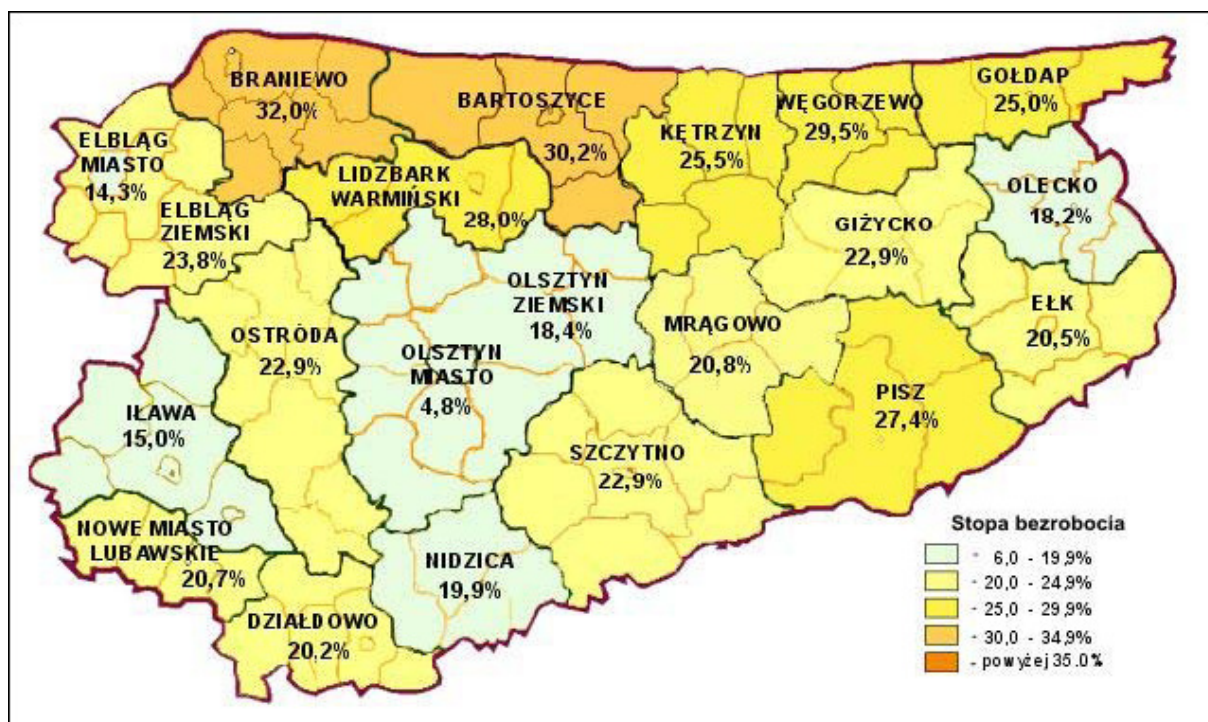 BRANIEWO
32,0%
BARTOSZYCE
30,2%
KĘTRZYN
25,5%
WĘGORZEWO
29,5%
GOŁDAP
25,0%
ELBLĄG
MIASTO
14,3%
LIDZBARK
WARMIŃSKI
28,0%
OLECKO
18,2%
ELBLĄG
ZIEMSKI
23,8%
GIŻYCKO
22,9%
OLSZTYN
ZIEMSKI
18,4%
EŁK
20,5%
OSTRÓDA
22,9%
MRĄGOWO
20,8%
OLSZTYN
MIASTO
4,8%
PISZ
27,4%
IŁAWA
15,0%
SZCZYTNO
22,9%
NOWE MIASTO
LUBAWSKIE
20,7%
NIDZICA
19,9%
DZIAŁDOWO
20,2%
Stopa bezrobocia
- 6,0 - 19,9%
- 20,0 - 24,9%
- 25,0 - 29,9%
- 30,0 - 34,9%
- powyżej 35.0%